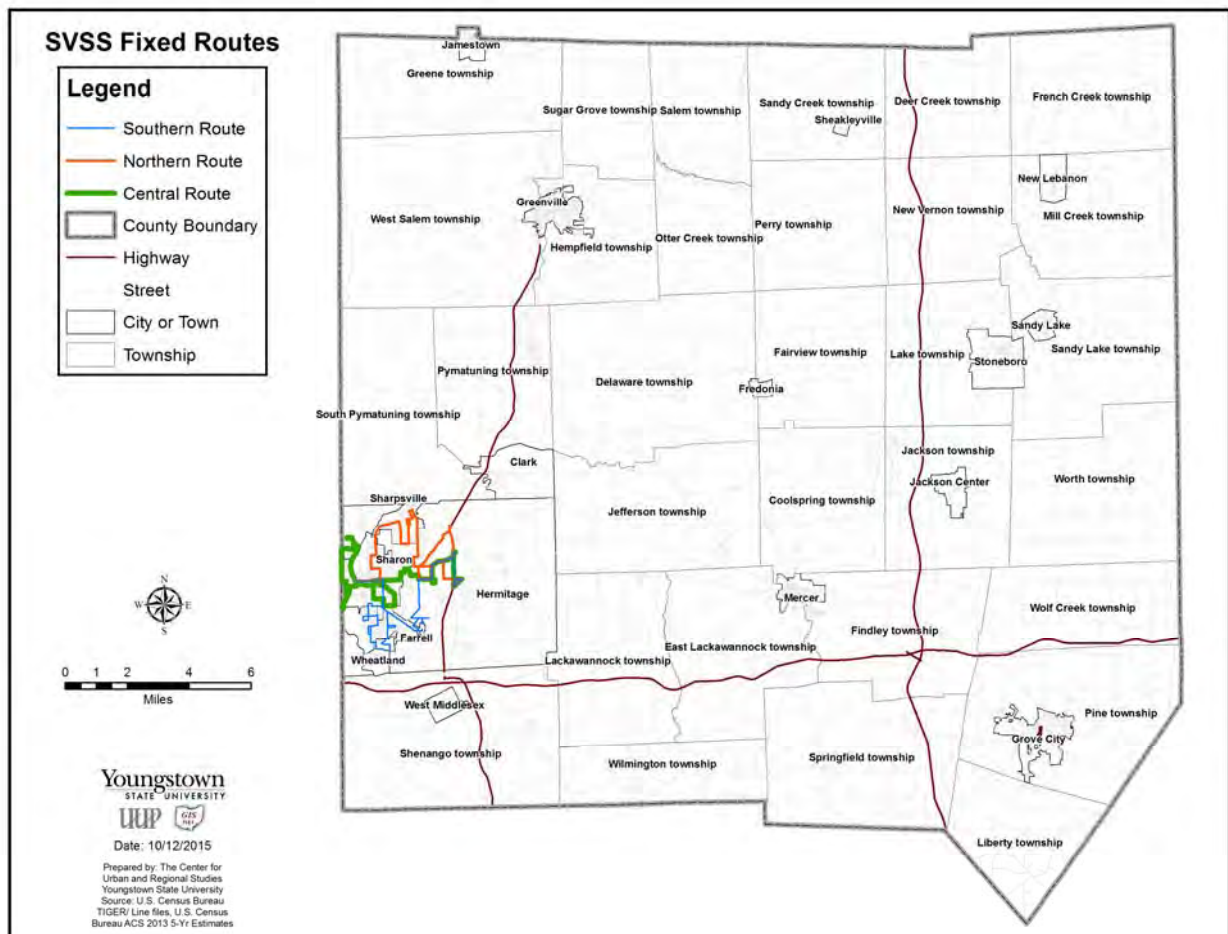 SVSS Fixed Routes
Legend
Southern Route
Northern Route
Central Route
County Boundary
Highway
Street
City or Town
Township
Jamestown
Greene township
Sugar Grove township
Salem township
Sandy Creek township
Sheakleyville
Deer Creek township
French Creek township
West Salem township
Greenville
Hempfield township
Otter Creek township
Perry township
New Vernon township
New Lebanon
Mill Creek township
Pymatuning township
South Pymatuning township
Delaware township
Fairview township
Fredonia
Lake township
Stoneboro
Sandy Lake
Sandy Lake township
Clark
Sharpsville
Jefferson township
Coolspring township
Jackson township
Jackson Center
Worth township
Sharon
Hermitage
Farrell
Wheatland
Mercer
Findley township
Wolf Creek township
Lackawannock township
East Lackawannock township
West Middlesex
Shenango township
Wilmington township
Springfield township
Grove City
Pine township
Liberty township
N
W E
S
0 1 2 4 6
Miles
Youngstown
STATE UNIVERSITY
UUP
GIS
Date: 10/12/2015
Prepared by: The Center for
Urban and Regional Studies
Youngstown State University
Source: U.S. Census Bureau
TIGER/ Line files, U.S. Census
Bureau ACS 2013 5-Yr Estimates